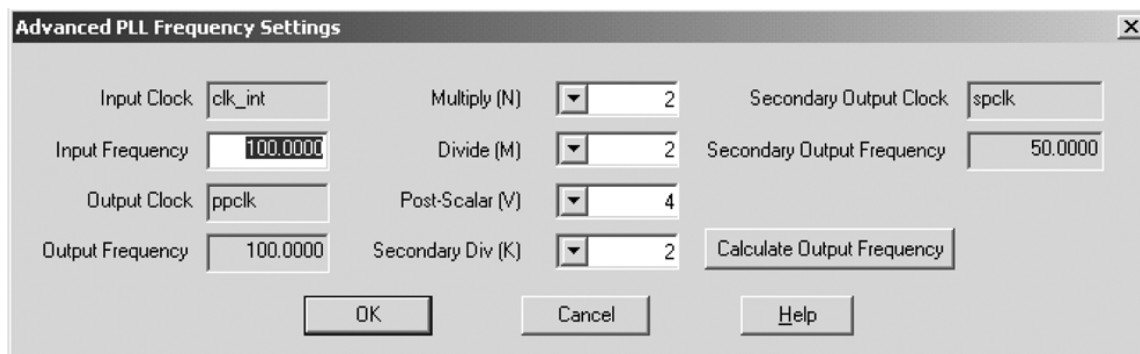 Advanced PLL Frequency Settings
Input Clock clk_int Multiply (N) 2 Secondary Output Clock spclk
Input Frequency 100.0000 Divide (M) 2 Secondary Output Frequency 50.0000
Output Clock ppclk Post-Scalar (V) 4
Output Frequency 100.0000 Secondary Div (K) 2 Calculate Output Frequency
OK Cancel Help